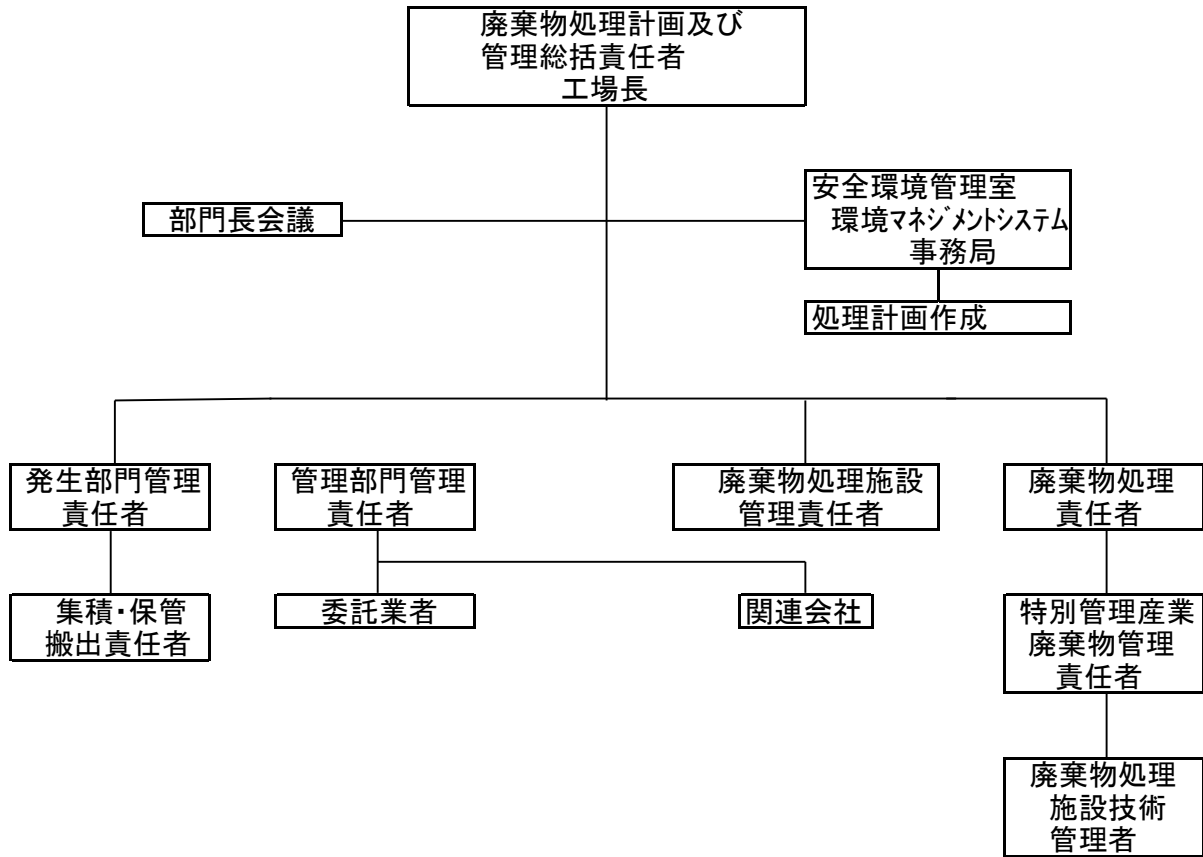 廃棄物処理計画及び
管理総括責任者
工場長
部門長会議
安全環境管理室
環境マネジメントシステム
事務局
処理計画作成
発生部門管理
責任者
管理部門管理
責任者
廃棄物処理施設
管理責任者
廃棄物処理
責任者
集積・保管
搬出責任者
委託業者
関連会社
特別管理産業
廃棄物管理
責任者
廃棄物処理
施設技術
管理者